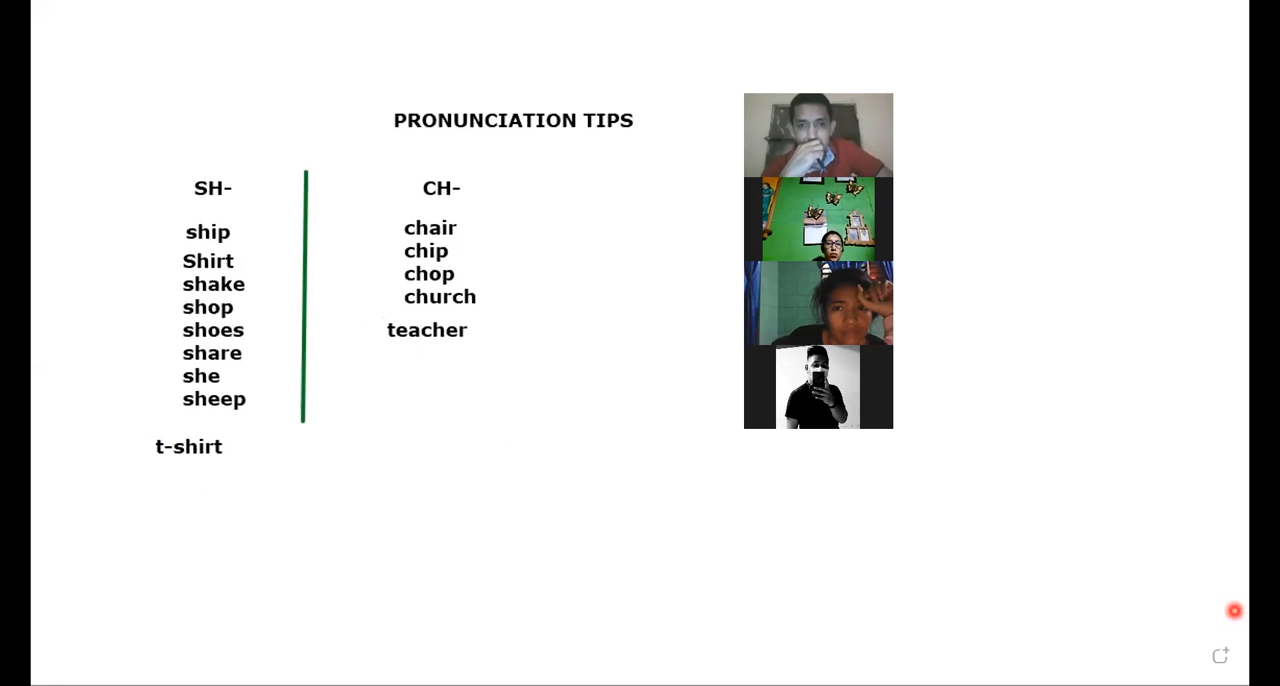 PRONUNCIATION TIPS
SH-
ship
Shirt
shake
shop
shoes
share
she
sheep
t-shirt
CH-
chair
chip
chop
church
teacher